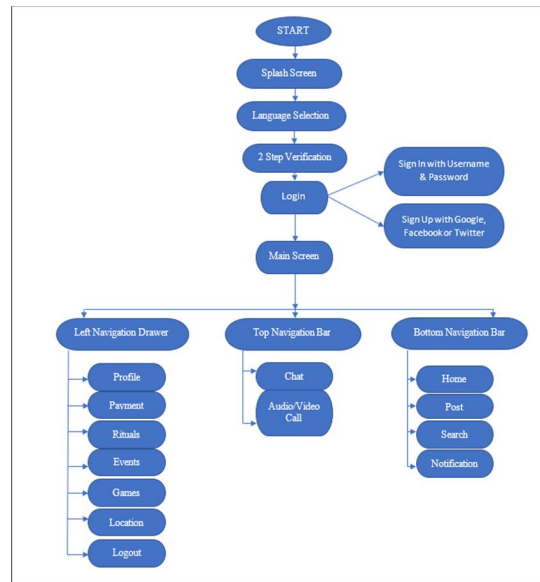 START
Splash Screen
Language Selection
2 Step Verification
Login
Sign In with Username
& Password
Sign Up with Google,
Facebook or Twitter
Main Screen
Left Navigation Drawer
Top Navigation Bar
Bottom Navigation Bar
Profile
Payment
Rituals
Events
Games
Location
Logout
Chat
Audio/Video
Call
Home
Post
Search
Notification